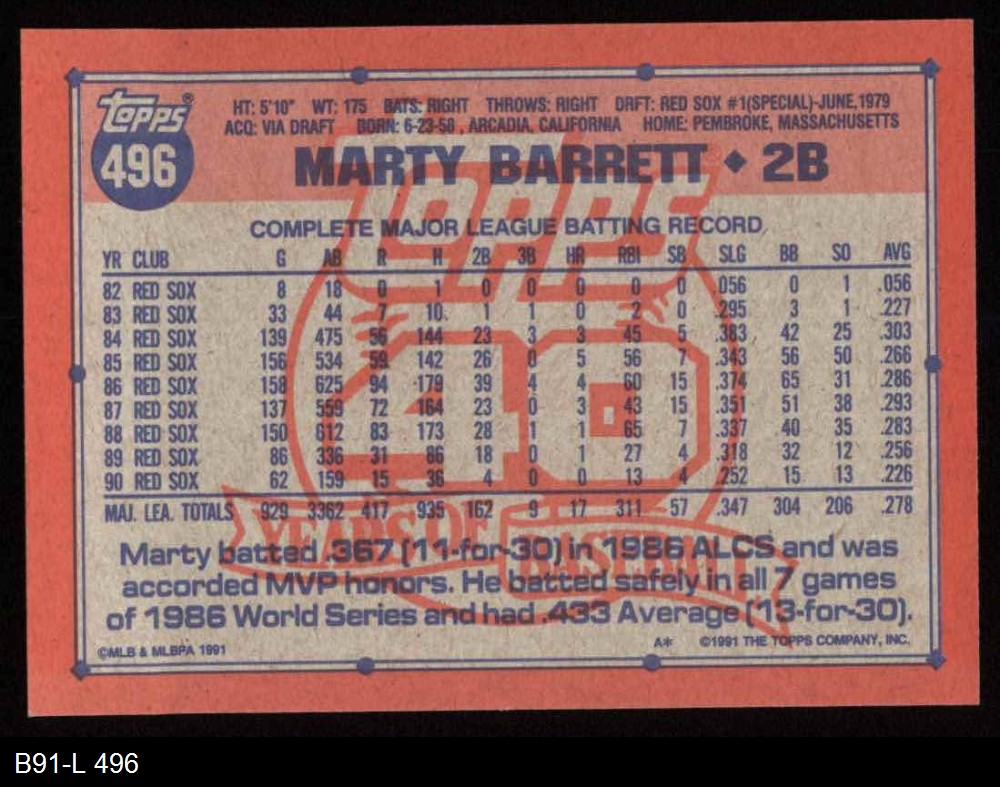 Topps®
496
HT: 5'10" WT: 175 BATS: RIGHT THROWS: RIGHT DRFT: RED SOX #1(SPECIAL)-JUNE,1979
ACQ: VIA DRAFT BORN: 6-23-58, ARCADIA, CALIFORNIA HOME: PEMBROKE, MASSACHUSETTS
MARTY BARRETT ◆ 2B
TOPPS
40
YEARS OF BASEBALL
COMPLETE MAJOR LEAGUE BATTING RECORD
YR CLUB G AB R H 2B 3B HR RBI SB SLG BB SO AVG
82 RED SOX 8 18 0 1 0 0 0 0 0 .056 0 1 .056
83 RED SOX 33 44 7 10 1 1 0 2 0 .295 3 1 .227
84 RED SOX 139 475 56 144 23 3 3 45 5 .383 42 25 .303
85 RED SOX 156 534 59 142 26 0 5 56 7 .343 56 50 .266
86 RED SOX 158 625 94 179 39 4 4 60 15 .374 65 31 .286
87 RED SOX 137 559 72 164 23 0 3 43 15 .351 51 38 .293
88 RED SOX 150 612 83 173 28 1 1 65 7 .337 40 35 .283
89 RED SOX 86 336 31 86 18 0 1 27 4 .318 32 12 .256
90 RED SOX 62 159 15 36 4 0 0 13 4 .252 15 13 .226
MAJ. LEA. TOTALS 929 3362 417 935 162 9 17 311 57 .347 304 206 .278
Marty batted .367 (11-for-30) in 1986 ALCS and was
accorded MVP honors. He batted safely in all 7 games
of 1986 World Series and had .433 Average (13-for-30).
©MLB & MLBPA 1991 A* ©1991 THE TOPPS COMPANY, INC.
B91-L 496